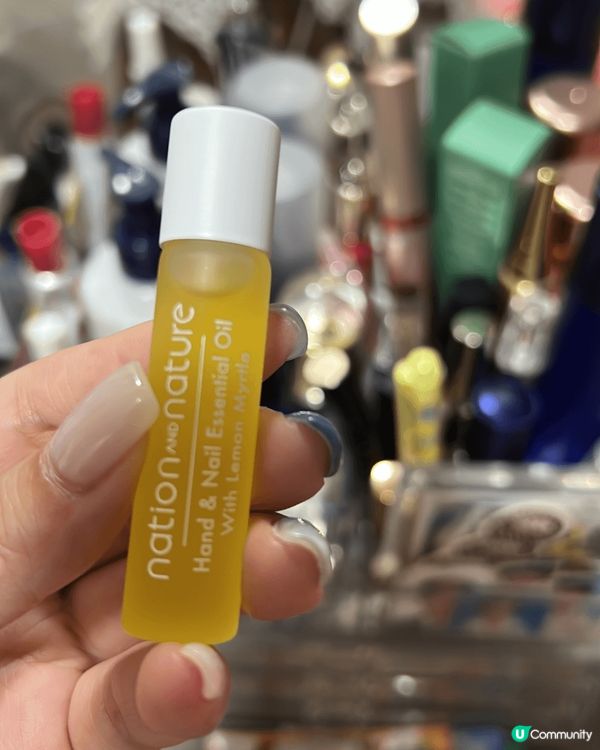 nation AND nature
Hand & Nail Essential Oil
With Lemon Myrtle
U Community